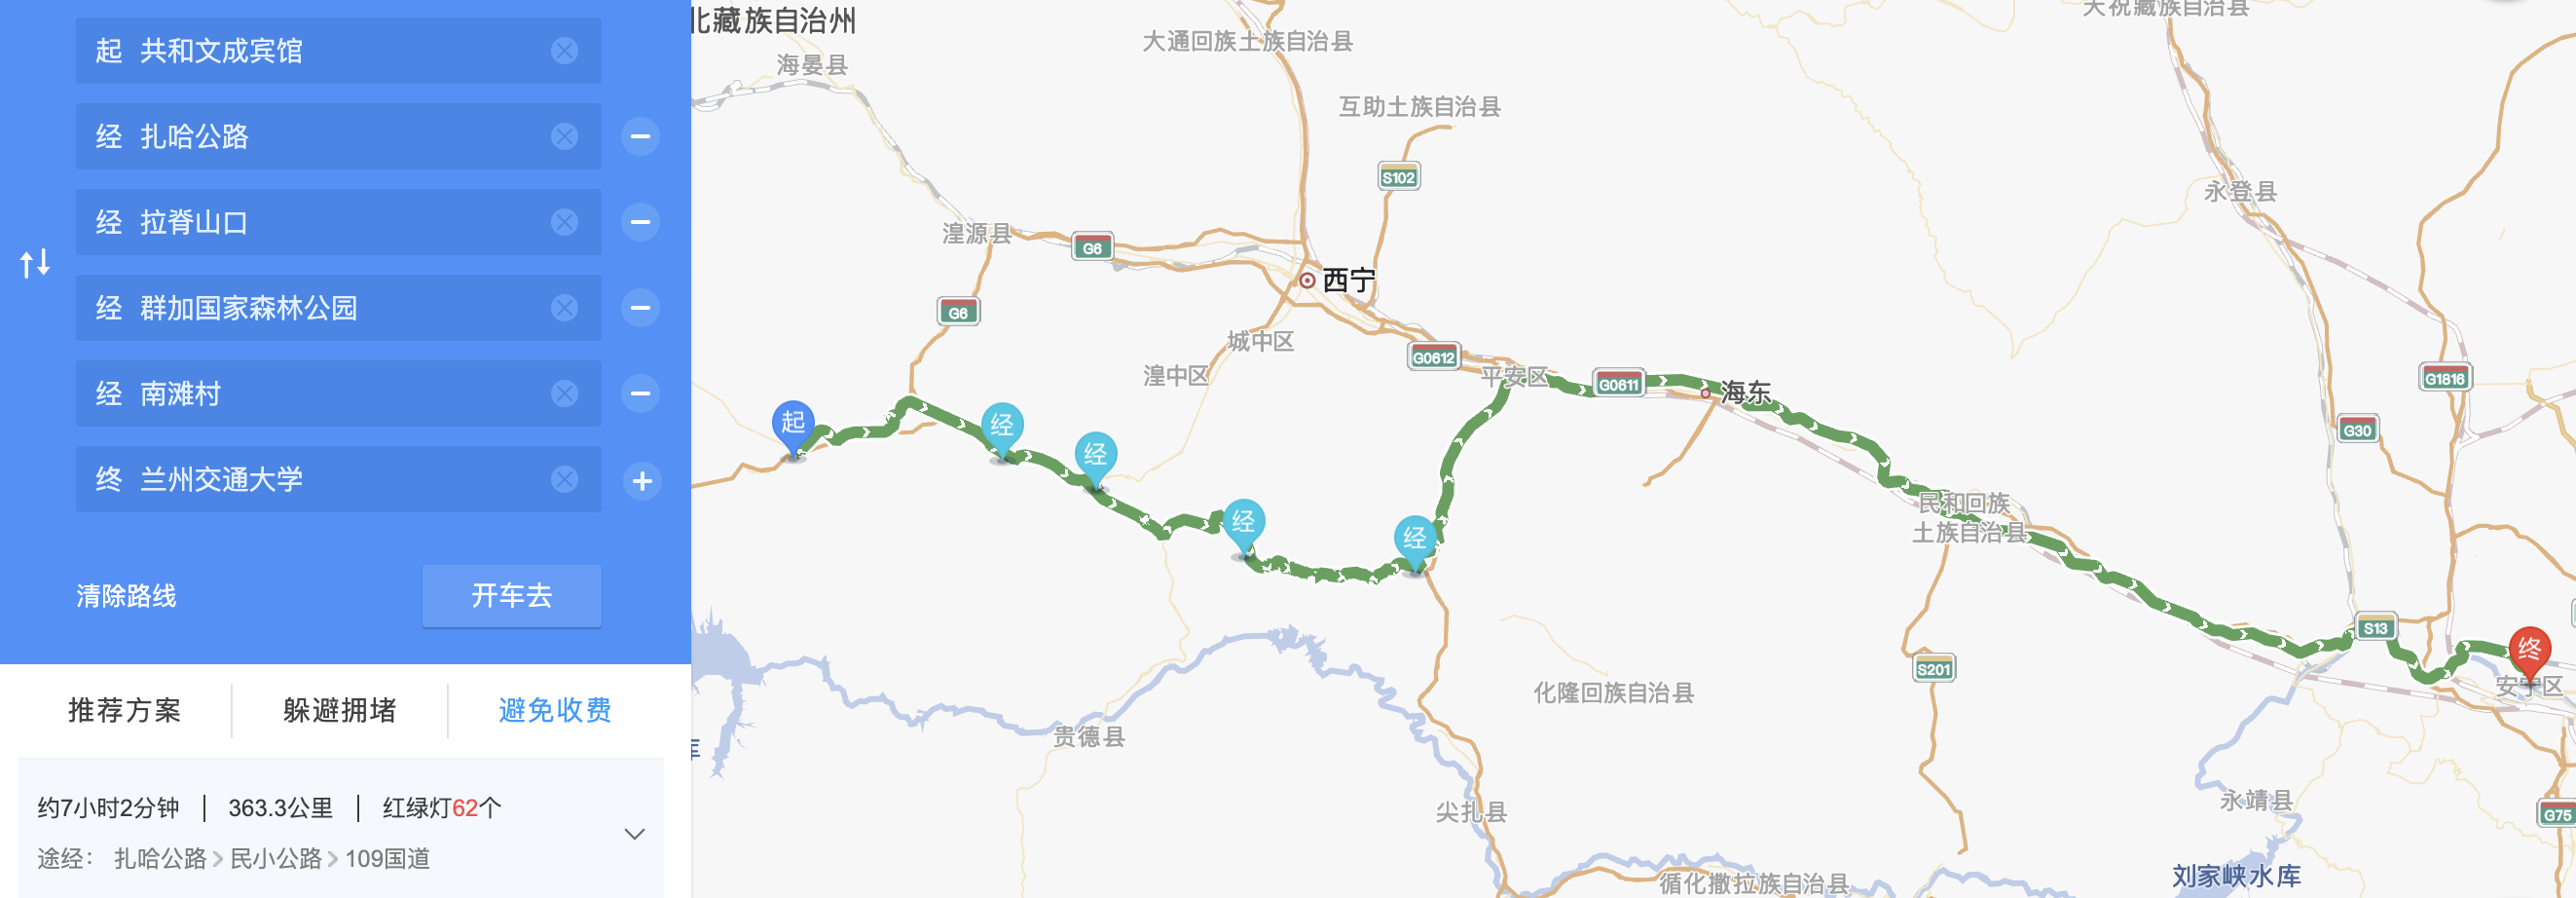 起 共和文成宾馆
经 扎哈公路
经 拉脊山口
经 群加国家森林公园
经 南滩村
终 兰州交通大学
清除路线
开车去
推荐方案
躲避拥堵
避免收费
约7小时2分钟 | 363.3公里 | 红绿灯62个
途经: 扎哈公路 > 民小公路 > 109国道
北藏族自治州
海晏县
大通回族土族自治县
互助土族自治县
S102
天祝藏族自治县
永登县
湟源县
G6
G6
西宁
城中区
湟中区
G0612
平安区
G0611
海东
G1816
G30
起
经
经
经
经
民和回族
土族自治县
S13
终
安宁区
S201
化隆回族自治县
贵德县
库
尖扎县
永靖县
G75
循化撒拉族自治县
刘家峡水库